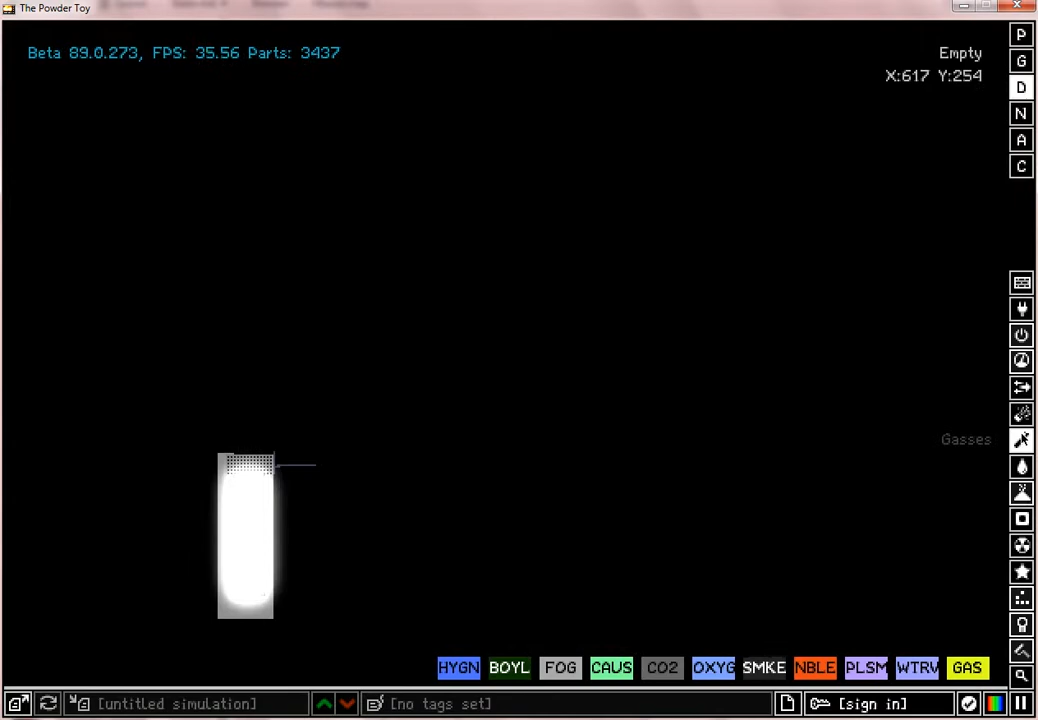 The Powder Toy
Beta 89.0.273, FPS: 35.56 Parts: 3437
Empty
X:617 Y:254
P
G
D
N
A
C
Gasses
HYGN BOYL FOG CAUS CO2 OXYG SMKE NBLE PLSM WTRV GAS
[untitled simulation] [no tags set] [sign in]